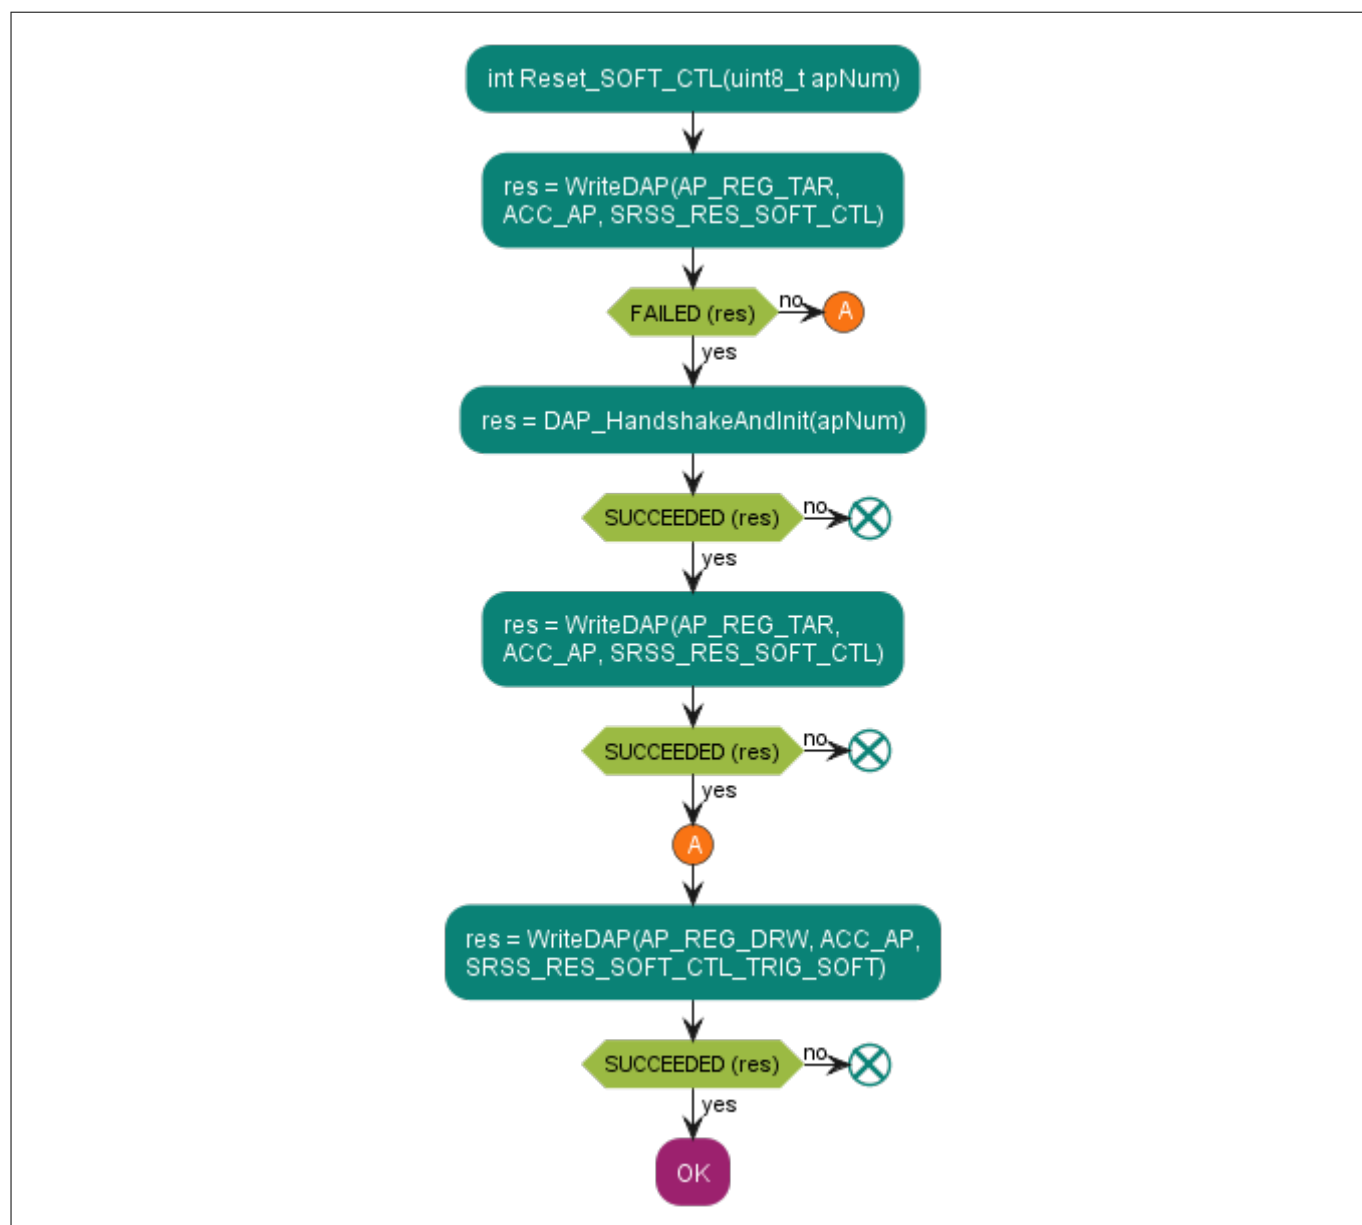 int Reset_SOFT_CTL(uint8_t apNum)
res = WriteDAP(AP_REG_TAR,
ACC_AP, SRSS_RES_SOFT_CTL)
FAILED (res)
no
A
yes
res = DAP_HandshakeAndInit(apNum)
SUCCEEDED (res)
no
yes
res = WriteDAP(AP_REG_TAR,
ACC_AP, SRSS_RES_SOFT_CTL)
SUCCEEDED (res)
no
yes
A
res = WriteDAP(AP_REG_DRW, ACC_AP,
SRSS_RES_SOFT_CTL_TRIG_SOFT)
SUCCEEDED (res)
no
yes
OK